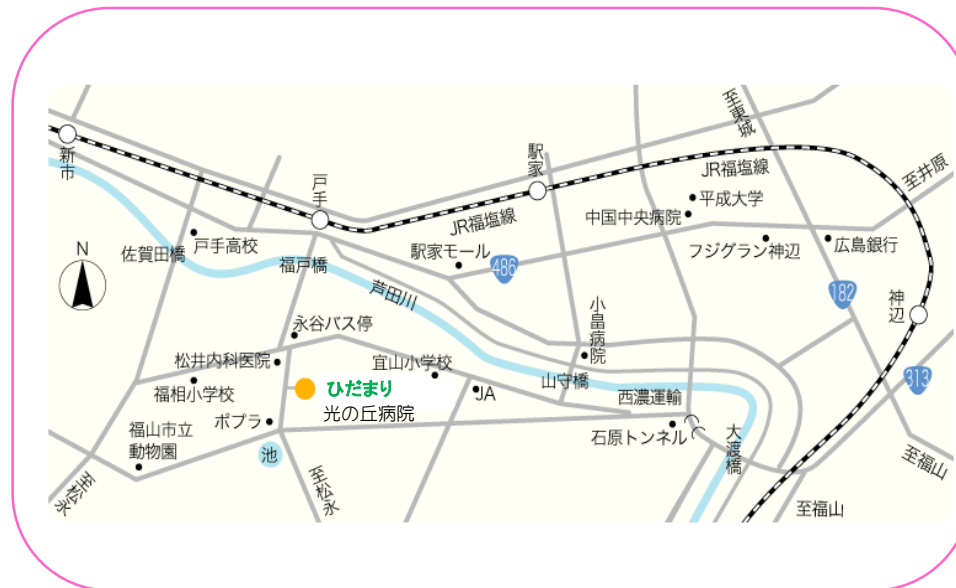 至東城
新市
駅家
JR福塩線
至井原
戸手
平成大学
JR福塩線
中国中央病院
N
佐賀田橋
戸手高校
駅家モール
フジグラン神辺
広島銀行
福戸橋
486
182
芦田川
神辺
小畠病院
永谷バス停
松井内科医院
宜山小学校
福相小学校
ひだまり
JA
山守橋
313
光の丘病院
西濃運輸
ポプラ
福山市立
動物園
石原トンネル
大渡橋
池
至松永
至松永
至福山
至福山